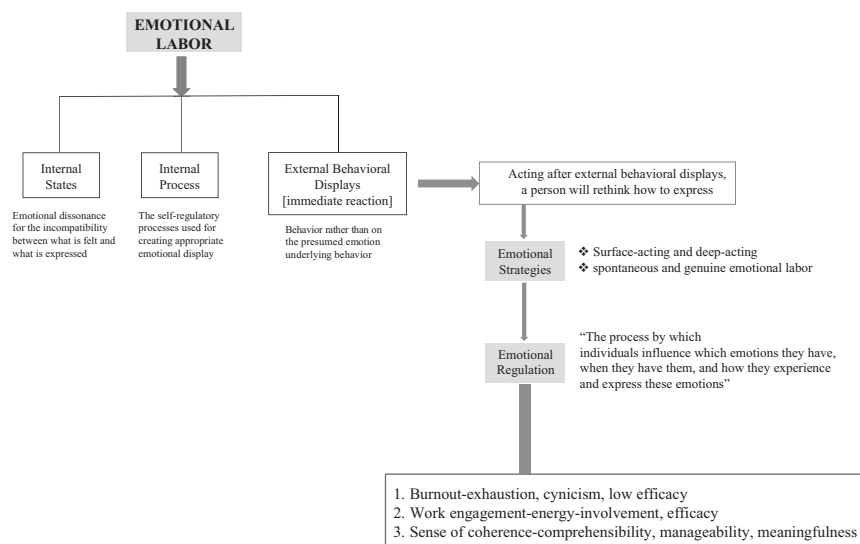 EMOTIONAL
LABOR
Internal
States
Internal
Process
External Behavioral
Displays
[immediate reaction]
Acting after external behavioral displays,
a person will rethink how to express
Emotional dissonance
for the incompatibility
between what is felt and
what is expressed
The self-regulatory
processes used for
creating appropriate
emotional display
Behavior rather than on
the presumed emotion
underlying behavior
Emotional
Strategies
❖ Surface-acting and deep-acting
❖ spontaneous and genuine emotional labor
Emotional
Regulation
“The process by which
individuals influence which emotions they have,
when they have them, and how they experience
and express these emotions”
1. Burnout-exhaustion, cynicism, low efficacy
2. Work engagement-energy-involvement, efficacy
3. Sense of coherence-comprehensibility, manageability, meaningfulness